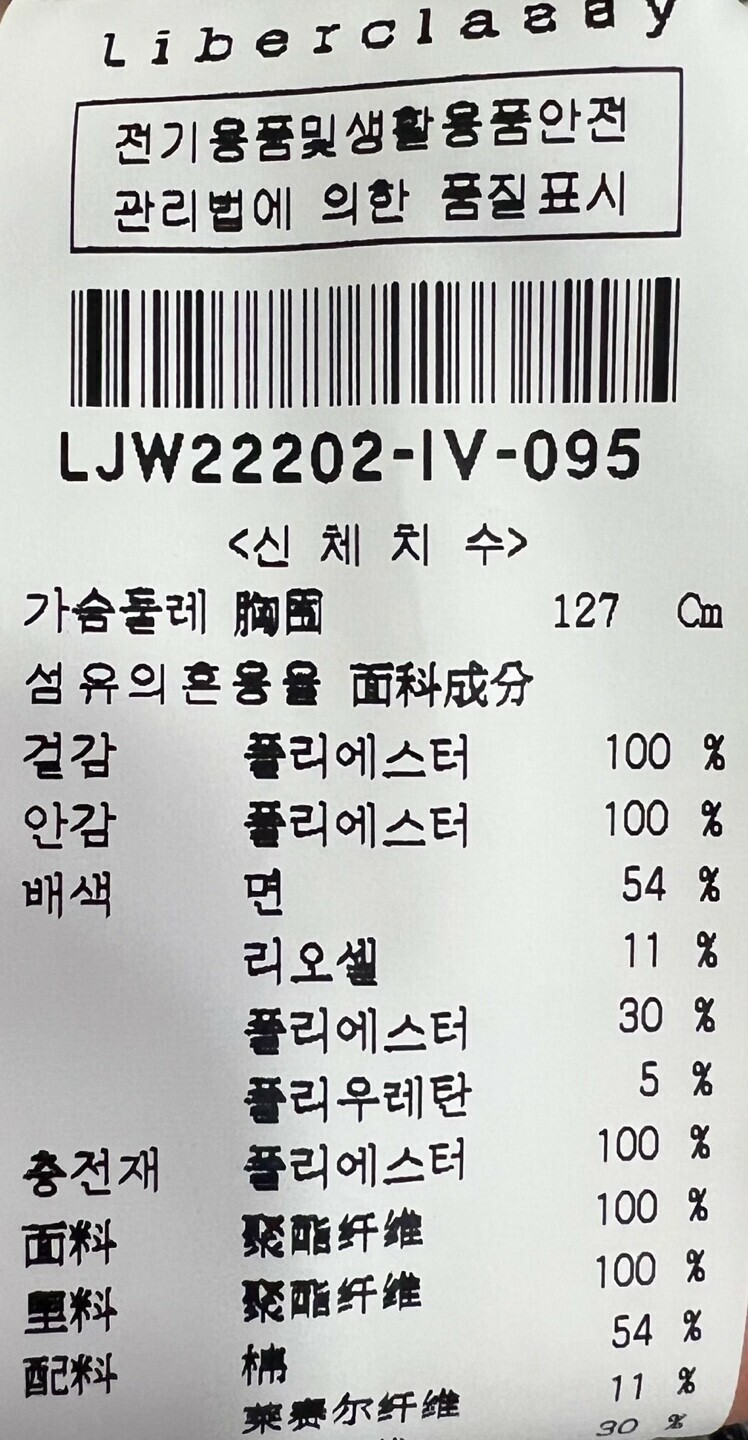 Liberclassy
전기용품및생활용품안전
관리법에 의한 품질표시
LJW22202-IV-095
<신 체 치 수>
가슴둘레 胸围 127 Cm
섬유의혼용율 面料成分
겉감 폴리에스터 100 %
안감 폴리에스터 100 %
배색 면 54 %
리오셀 11 %
폴리에스터 30 %
폴리우레탄 5 %
충전재 폴리에스터 100 %
面料 聚酯纤维 100 %
里料 聚酯纤维 100 %
配料 棉 54 %
莱赛尔纤维 11 %
30 %